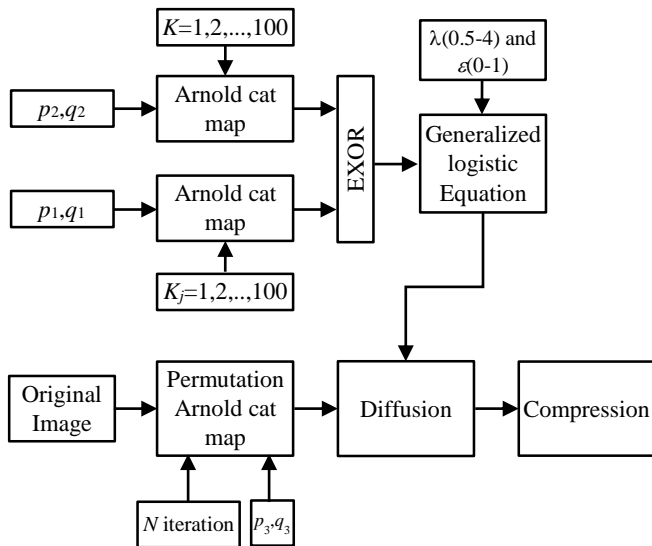 K=1,2,...,100
λ(0.5-4) and
ε(0-1)
p2,q2
Arnold cat
map
EXOR
Generalized
logistic
Equation
p1,q1
Arnold cat
map
Kj=1,2,..,100
Original
Image
Permutation
Arnold cat
map
Diffusion
Compression
N iteration
p3,q3